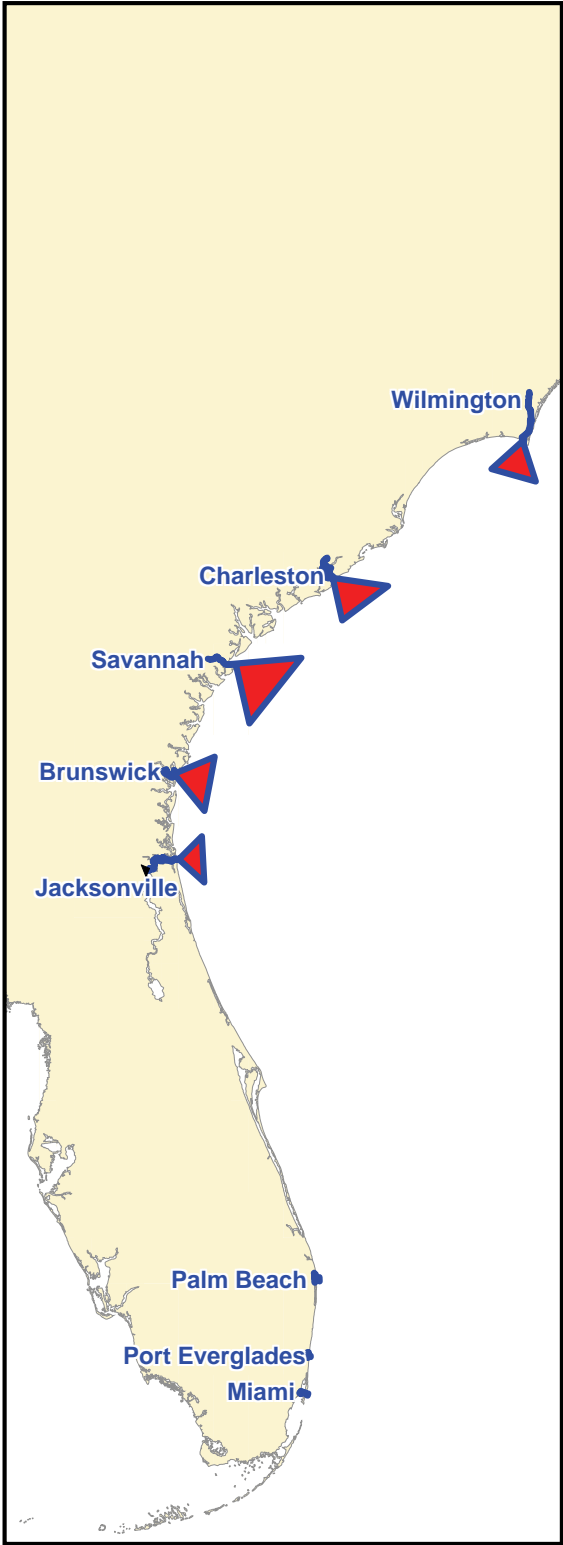 Wilmington
Charleston
Savannah
Brunswick
Jacksonville
Palm Beach
Port Everglades
Miami